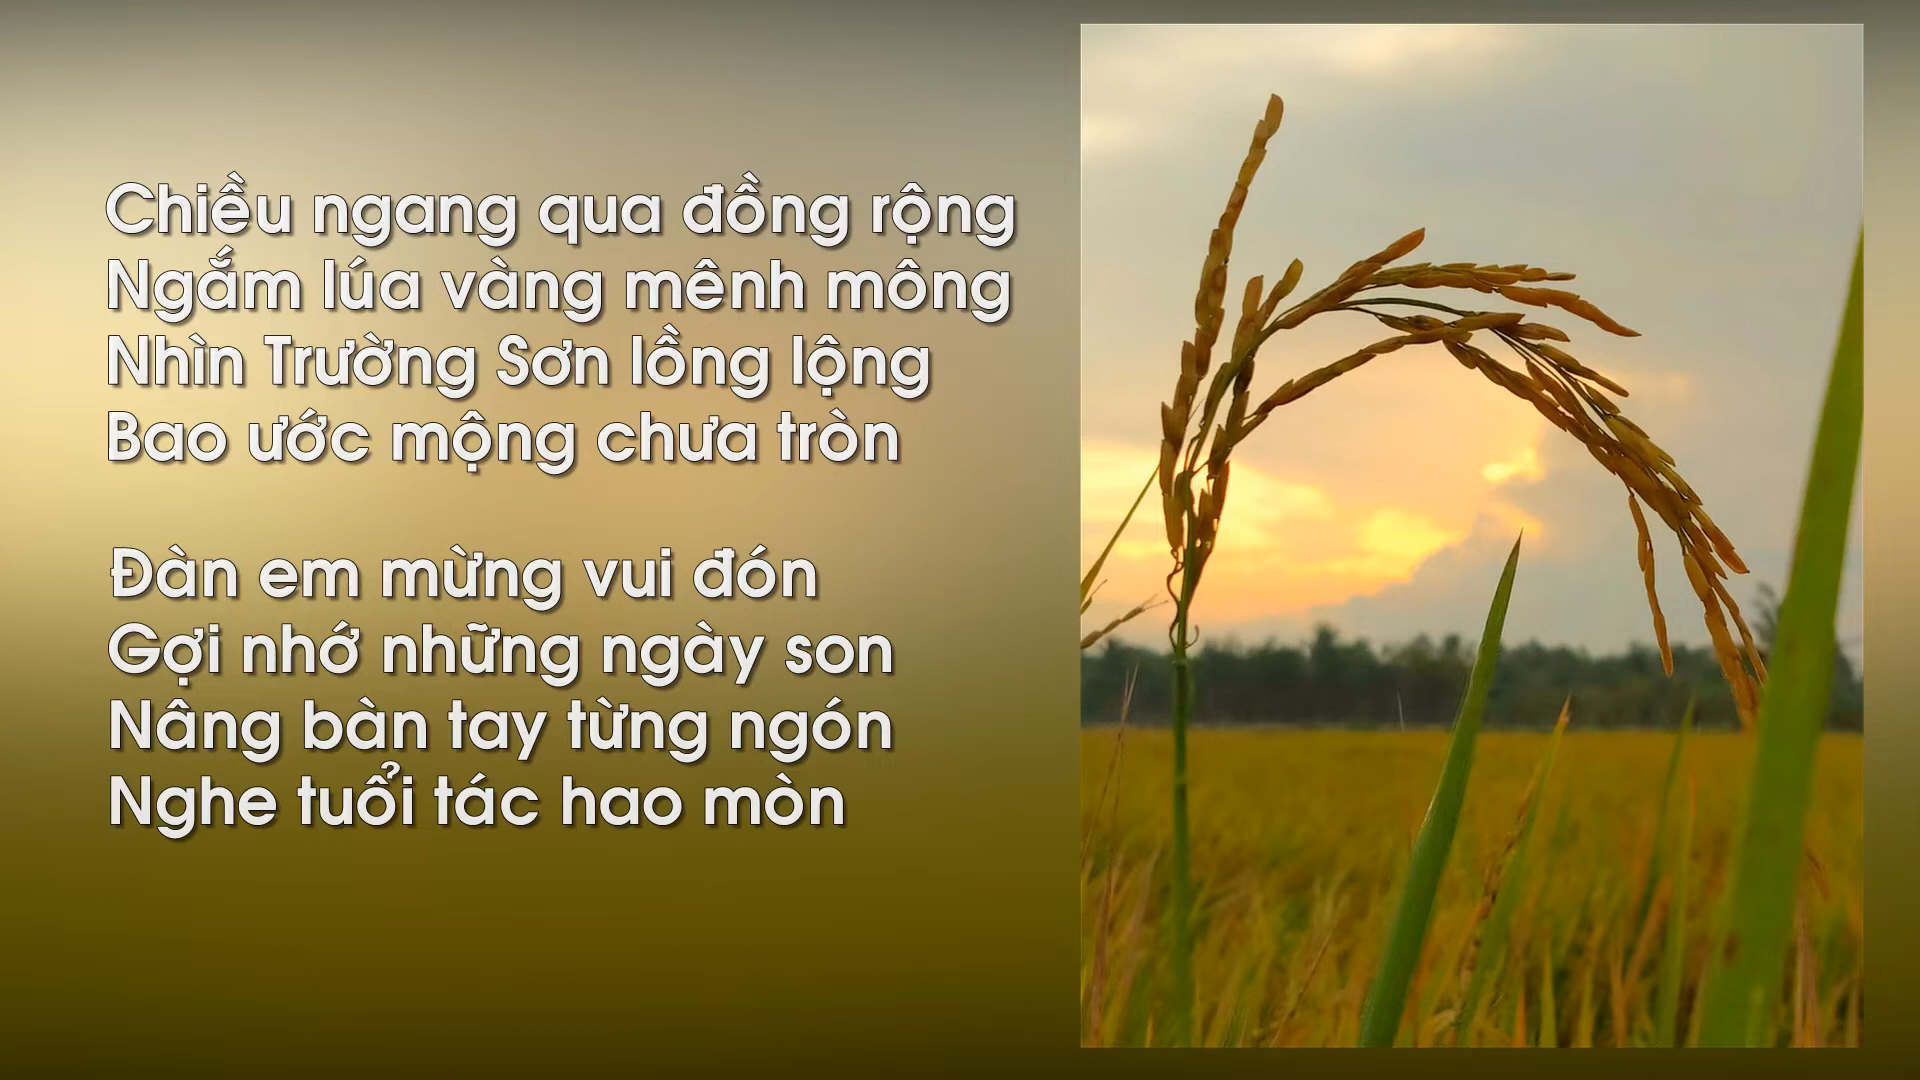 Chiều ngang qua đồng rộng
Ngắm lúa vàng mênh mông
Nhìn Trường Sơn lồng lộng
Bao ước mộng chưa tròn
Đàn em mừng vui đón
Gợi nhớ những ngày son
Nâng bàn tay từng ngón
Nghe tuổi tác hao mòn